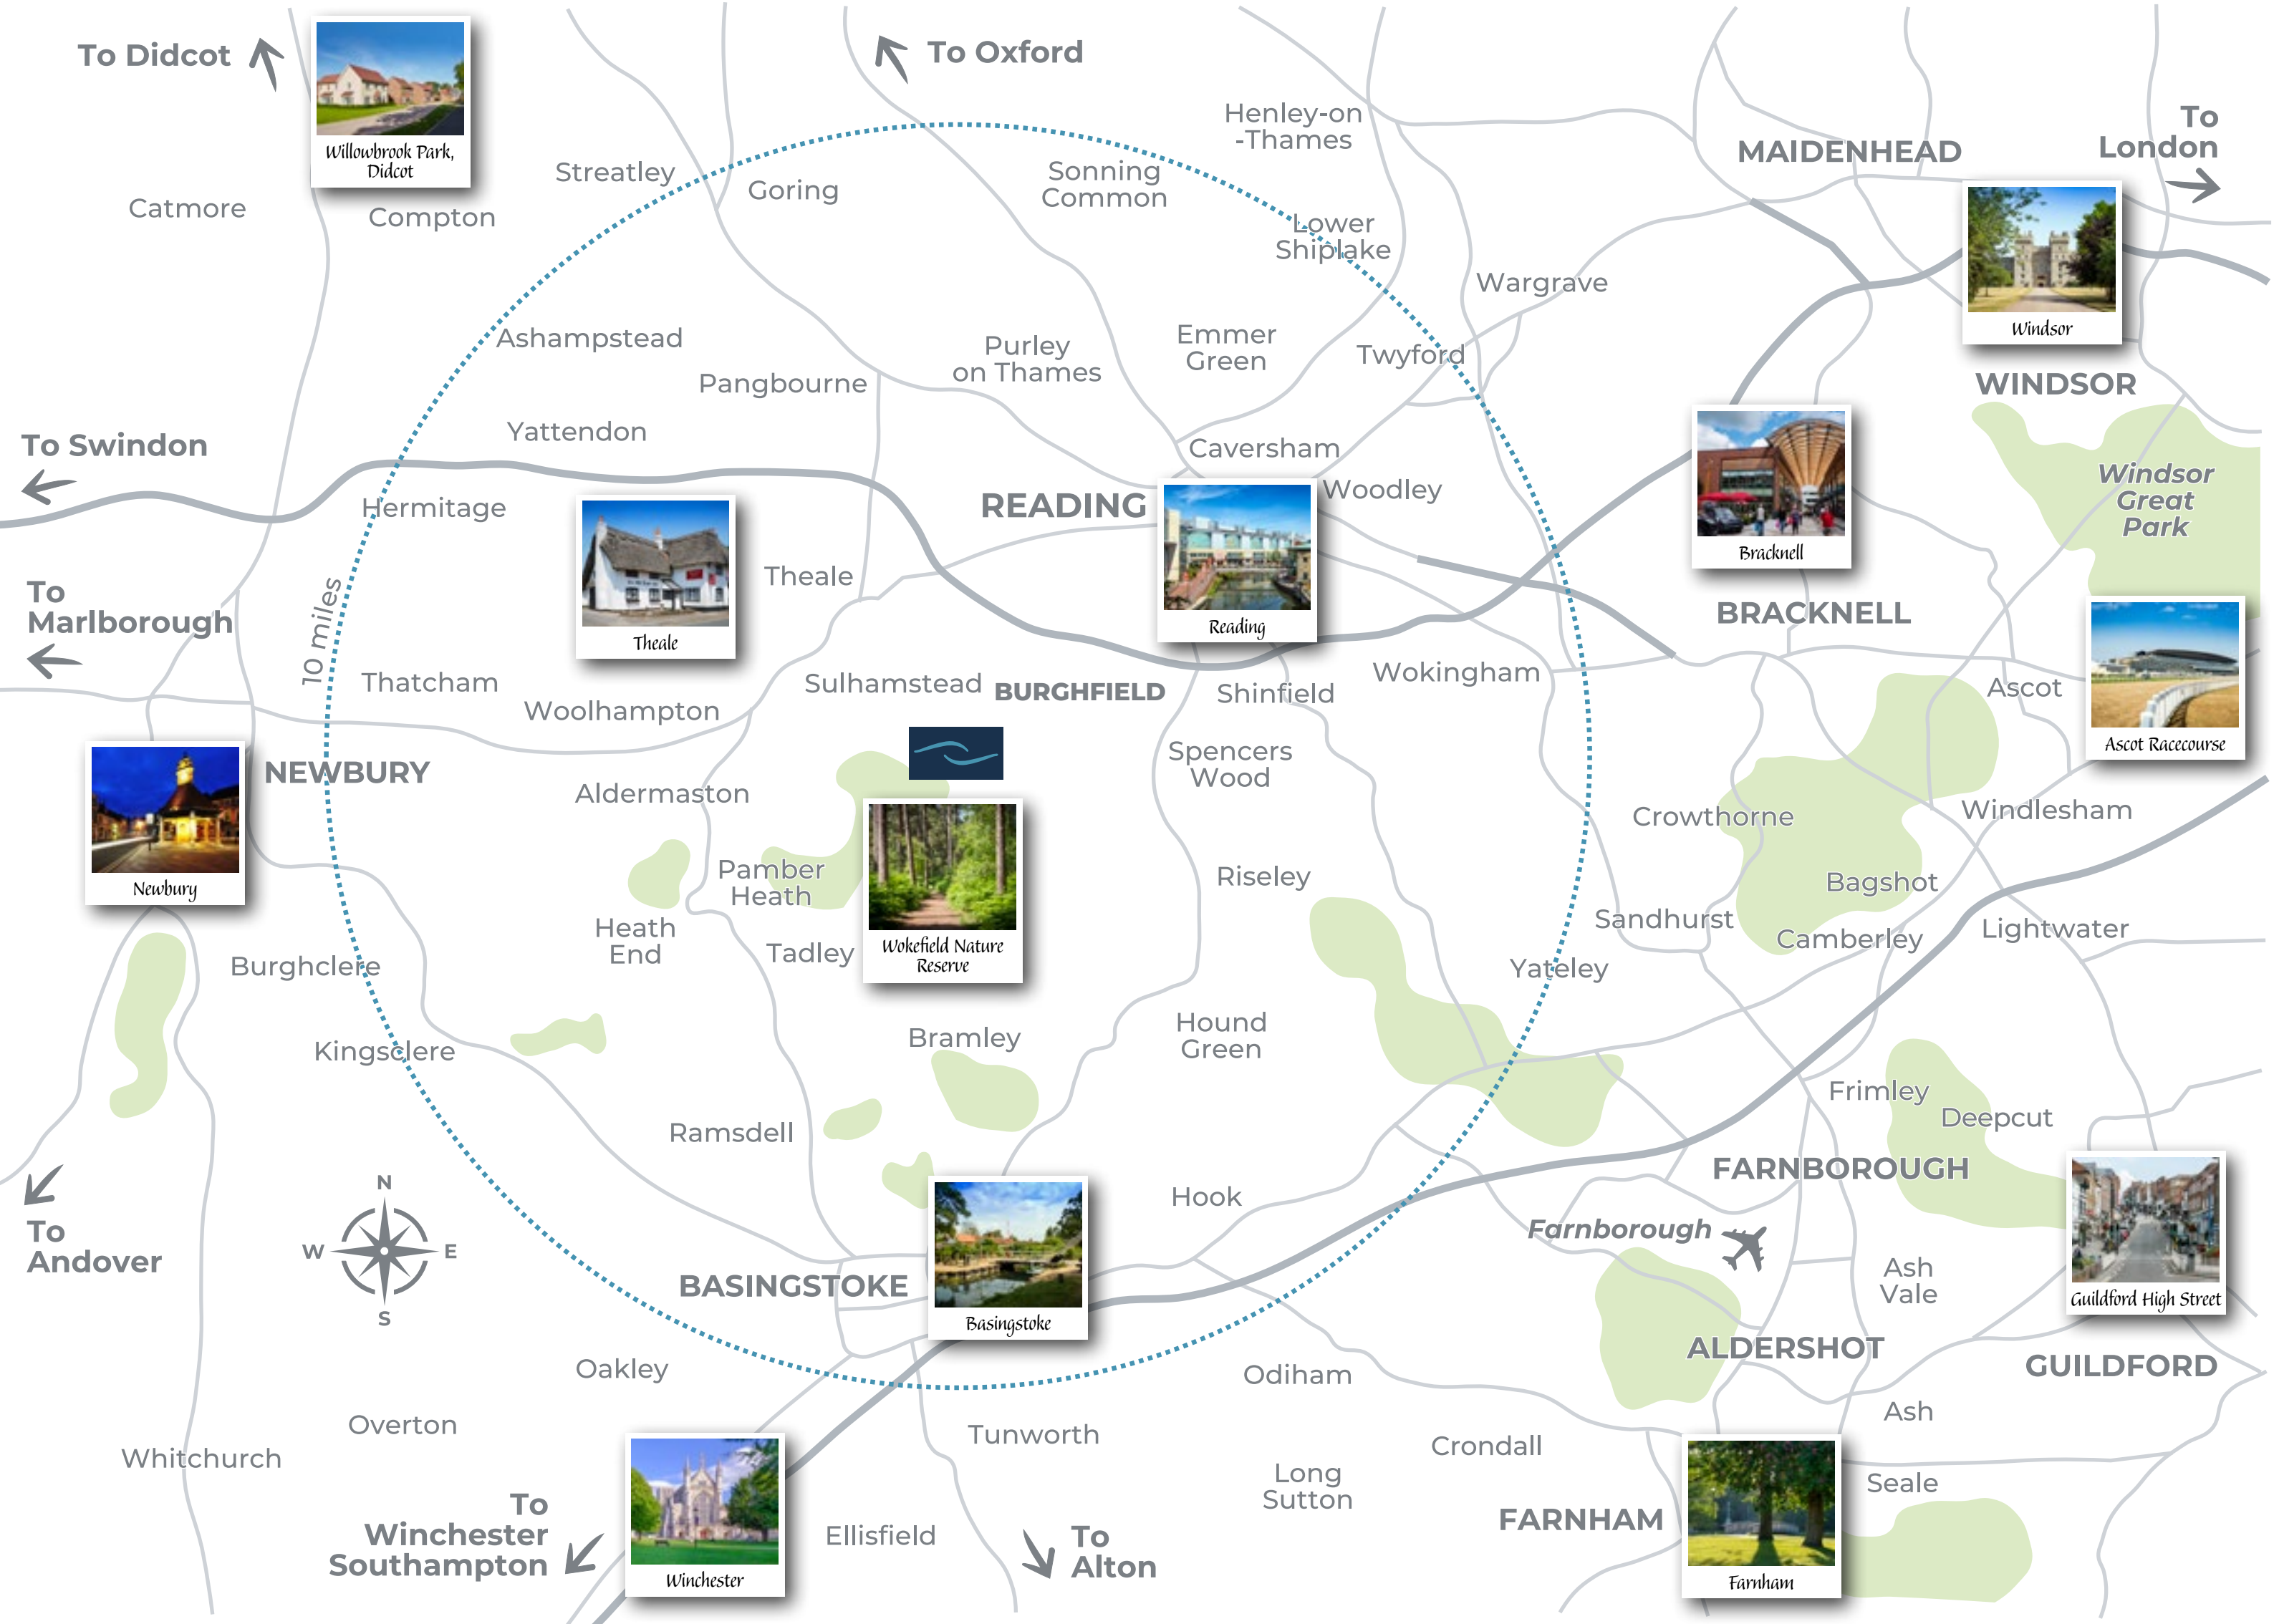 To Didcot
Willowbrook Park,
Didcot
To Oxford
Henley-on
-Thames
MAIDENHEAD
To
London
Catmore
Compton
Streatley
Goring
Sonning
Common
Lower
Shiplake
Wargrave
Windsor
WINDSOR
Ashampstead
Pangbourne
Purley
on Thames
Emmer
Green
Twyford
To Swindon
Yattendon
Hermitage
Caversham
READING
Woodley
Reading
Bracknell
BRACKNELL
Windsor
Great
Park
To
Marlborough
10 miles
Theale
Theale
Thatcham
Woolhampton
Sulhamstead
BURGHFIELD
Shinfield
Wokingham
Ascot
Ascot Racecourse
NEWBURY
Newbury
Aldermaston
Spencers
Wood
Crowthorne
Windlesham
Pamber
Heath
Riseley
Bagshot
Heath
End
Tadley
Wokefield Nature
Reserve
Sandhurst
Camberley
Lightwater
Burghclere
Yateley
Kingsclere
Bramley
Hound
Green
Frimley
Deepcut
Ramsdell
FARNBOROUGH
N
W
E
S
To
Andover
Hook
Farnborough
Guildford High Street
BASINGSTOKE
Basingstoke
Ash
Vale
ALDERSHOT
GUILDFORD
Oakley
Odiham
Overton
Tunworth
Ash
Whitchurch
Crondall
Long
Sutton
Seale
To
Winchester
Southampton
Winchester
Ellisfield
To
Alton
FARNHAM
Farnham